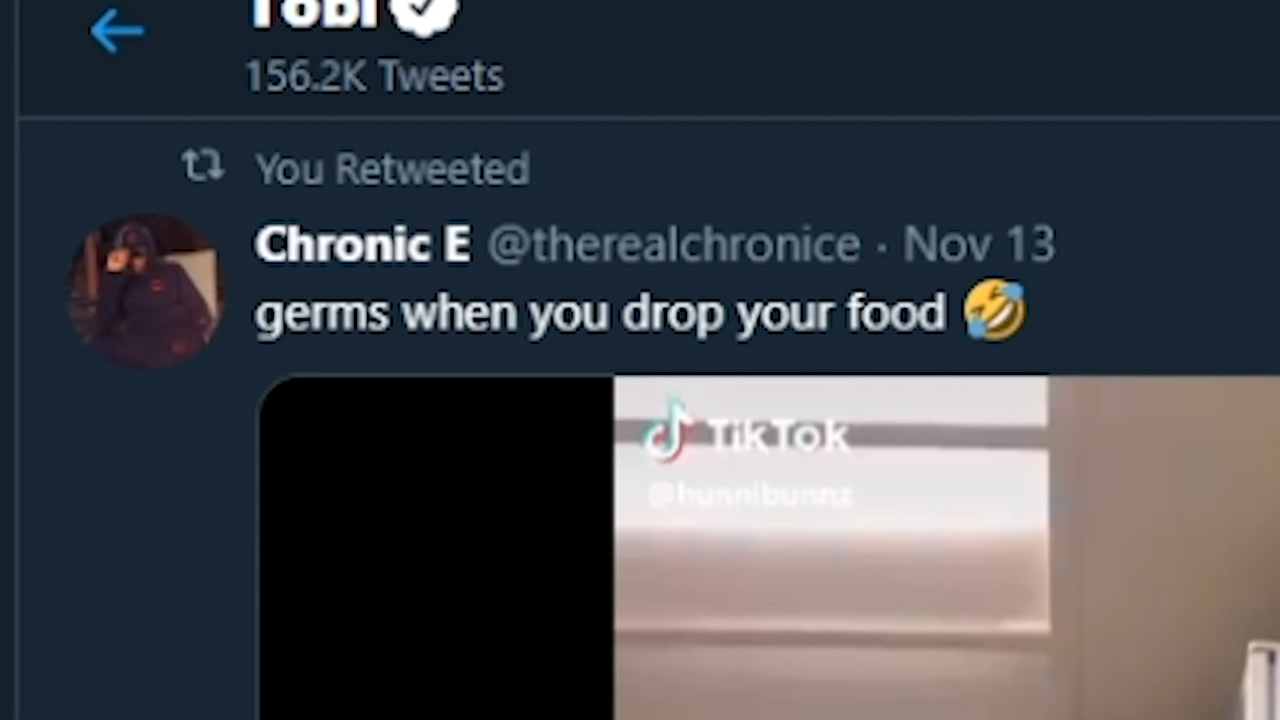 Tobi
156.2K Tweets
You Retweeted
Chronic E @therealchronice · Nov 13
germs when you drop your food 🤣
TikTok
@hunnibunnz